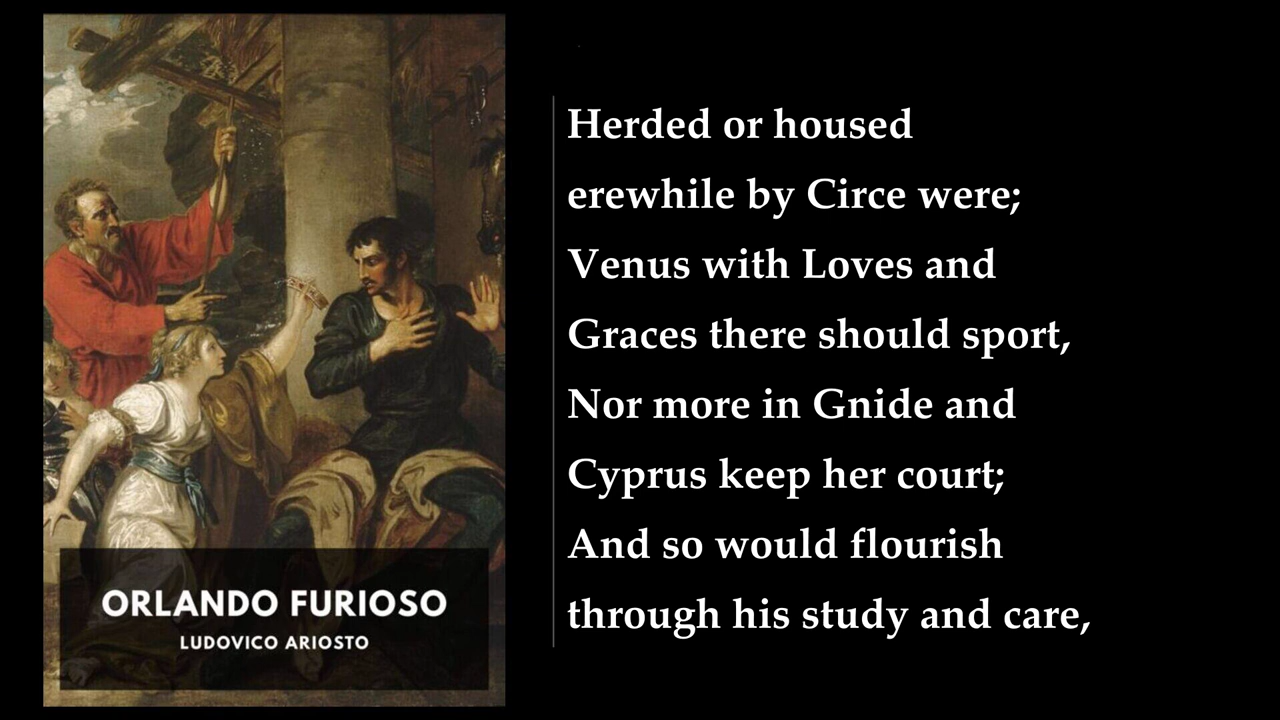 ORLANDO FURIOSO
LUDOVICO ARIOSTO
Herded or housed
erewhile by Circe were;
Venus with Loves and
Graces there should sport,
Nor more in Gnide and
Cyprus keep her court;
And so would flourish
through his study and care,